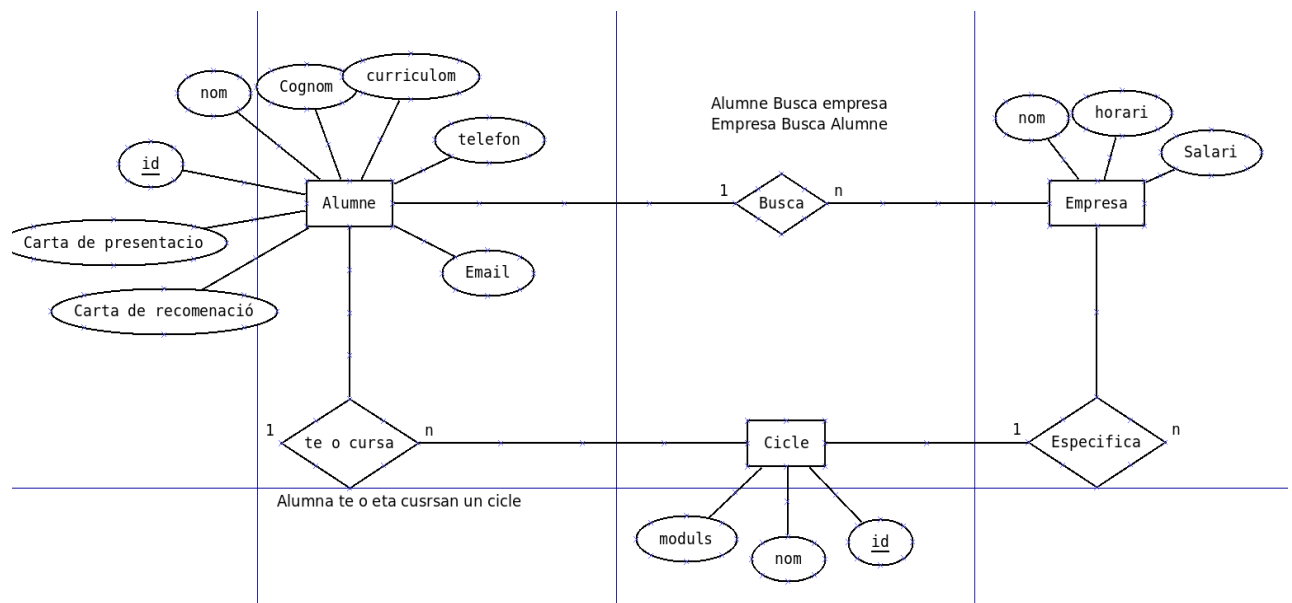 nom
Cognom
curriculom
telefon
id
Alumne
Carta de presentacio
Carta de recomenació
Email
Alumne Busca empresa
Empresa Busca Alumne
1
Busca
n
nom
horari
Salari
Empresa
1
te o cursa
n
Alumna te o eta cusrsan un cicle
Cicle
1
Especifica
n
moduls
nom
id